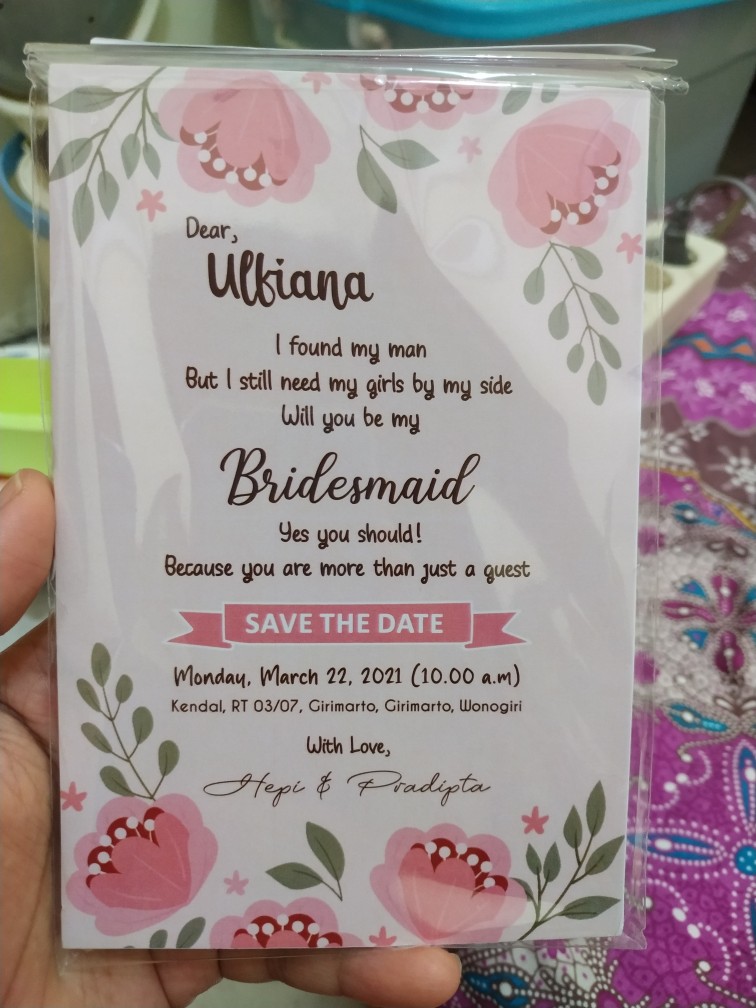 Dear,
Ulfiana
I found my man
But I still need my girls by my side
Will you be my
Bridesmaid
Yes you should!
Because you are more than just a guest
SAVE THE DATE
Monday, March 22, 2021 (10.00 a.m)
Kendal, RT 03/07, Girimarto, Girimarto, Wonogiri
With Love,
Hepi & Pradipta